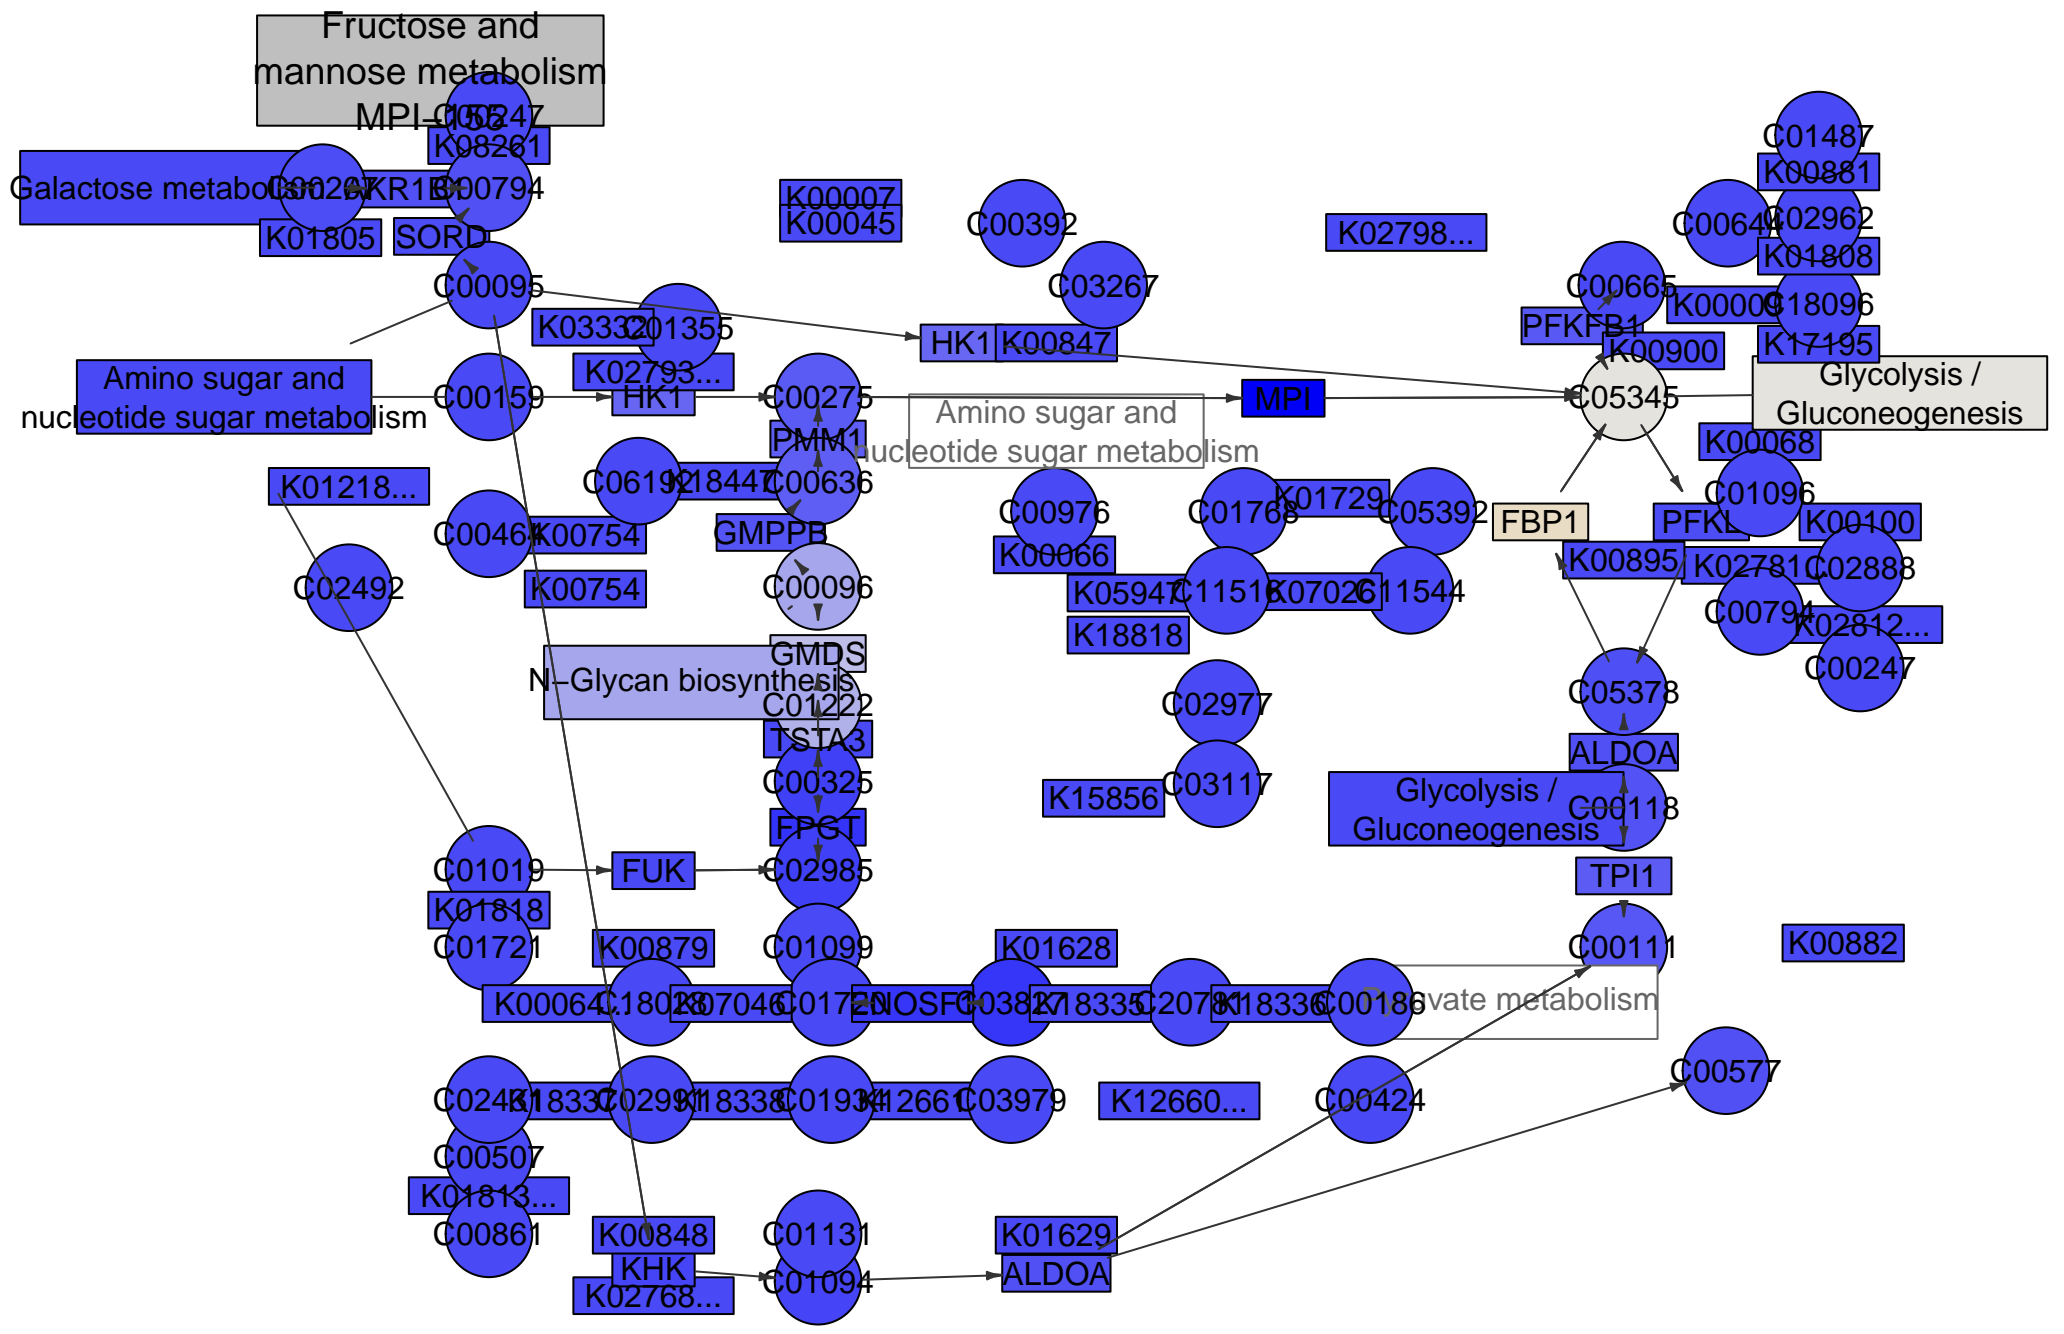 Fructose and
mannose metabolism
MPI−155
C00247
K08261
Galactose metabolism
C00267
AKR1B1
C00794
K01805
SORD
C00095
K00007
K00045
C00392
C03267
K02798...
C01487
K00881
C00644
C02962
K01808
C00665
K00009
C18096
K17195
PFKFB1
K00900
K03332
C01355
K02793...
HK1
K00847
Amino sugar and
nucleotide sugar metabolism
C00159
HK1
C00275
PMM1
Amino sugar and
nucleotide sugar metabolism
MPI
C05345
Glycolysis /
Gluconeogenesis
K00068
K01218...
C06192
K18447
C00636
C01096
C00464
K00754
GMPPB
C00976
K00066
C01768
K01729
C05392
FBP1
PFKL
K00100
C02492
K00754
C00096
K05947
C11516
K07026
C11544
K18818
K00895
K02781...
C02888
C00794
K02812...
C00247
GMDS
N−Glycan biosynthesis
C01222
TSTA3
C00325
FPGT
C02977
C03117
K15856
C05378
ALDOA
Glycolysis /
Gluconeogenesis
C00118
TPI1
C01019
FUK
C02985
K01818
C01721
K00879
C01099
K01628
C00111
K00882
K00064...
C18028
K07046
C01720
ENOSF1
C03827
K18335
C20781
K18336
C00186
metabolism
C00577
C02431
K18337
C02991
K18338
C01934
K12661
C03979
K12660...
C00424
C00507
K01813...
C00861
K00848
KHK
K02768...
C01131
C01094
K01629
ALDOA